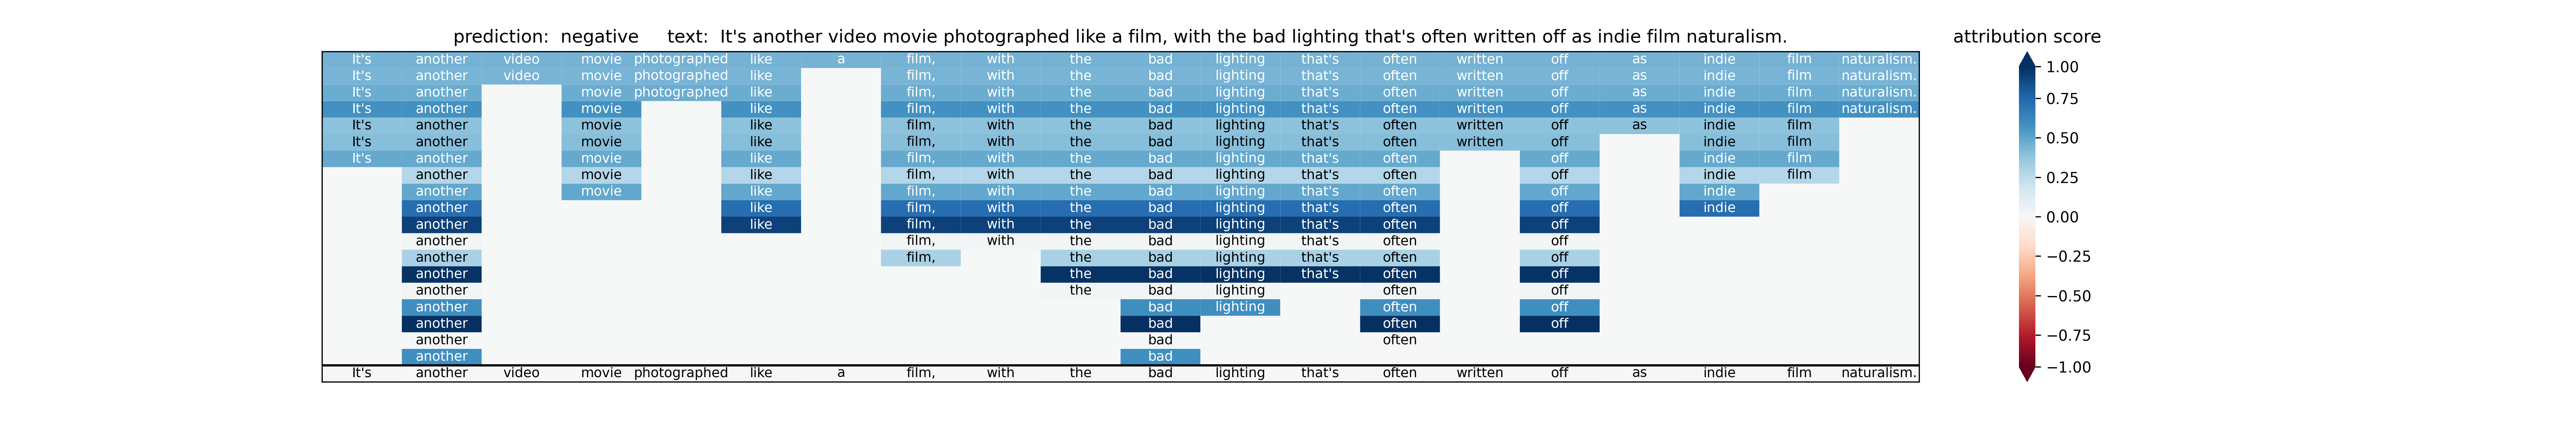 prediction:  negative      text:  It's another video movie photographed like a film, with the bad lighting that's often written off as indie film naturalism.
attribution score
It's another video movie photographed like a film, with the bad lighting that's often written off as indie film naturalism.
It's another video movie photographed like film, with the bad lighting that's often written off as indie film naturalism.
It's another movie photographed like film, with the bad lighting that's often written off as indie film naturalism.
It's another movie like film, with the bad lighting that's often written off as indie film naturalism.
It's another movie like film, with the bad lighting that's often written off as indie film
It's another movie like film, with the bad lighting that's often written off indie film
It's another movie like film, with the bad lighting that's often off indie film
another movie like film, with the bad lighting that's often off indie film
another movie like film, with the bad lighting that's often off indie
another like film, with the bad lighting that's often off indie
another like film, with the bad lighting that's often off
another film, with the bad lighting that's often off
another film, the bad lighting that's often off
another the bad lighting that's often off
another the bad lighting often off
another bad lighting often off
another bad often off
another bad often
another bad
It's another video movie photographed like a film, with the bad lighting that's often written off as indie film naturalism.
1.00
0.75
0.50
0.25
0.00
−0.25
−0.50
−0.75
−1.00